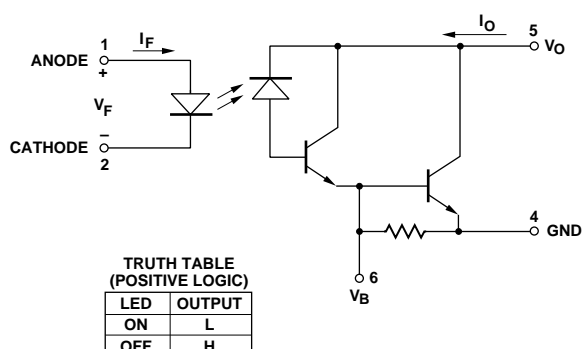 1
I_F
ANODE
+
V_F
–
CATHODE
2
I_O
5
V_O
4
GND
6
V_B
TRUTH TABLE
(POSITIVE LOGIC)
LED OUTPUT
ON L
OFF H